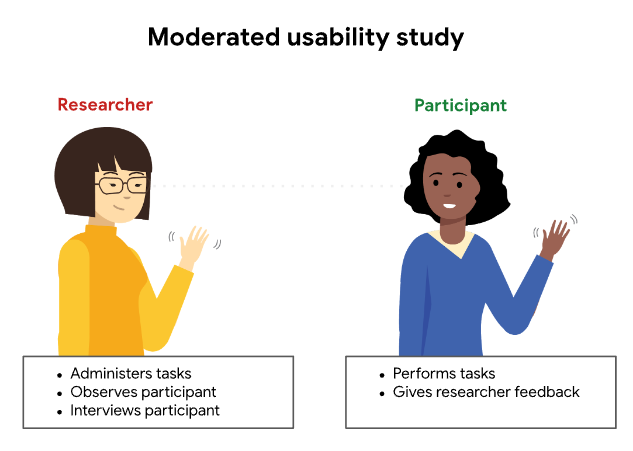 Moderated usability study
Researcher
Participant
• Administers tasks
• Observes participant
• Interviews participant
• Performs tasks
• Gives researcher feedback